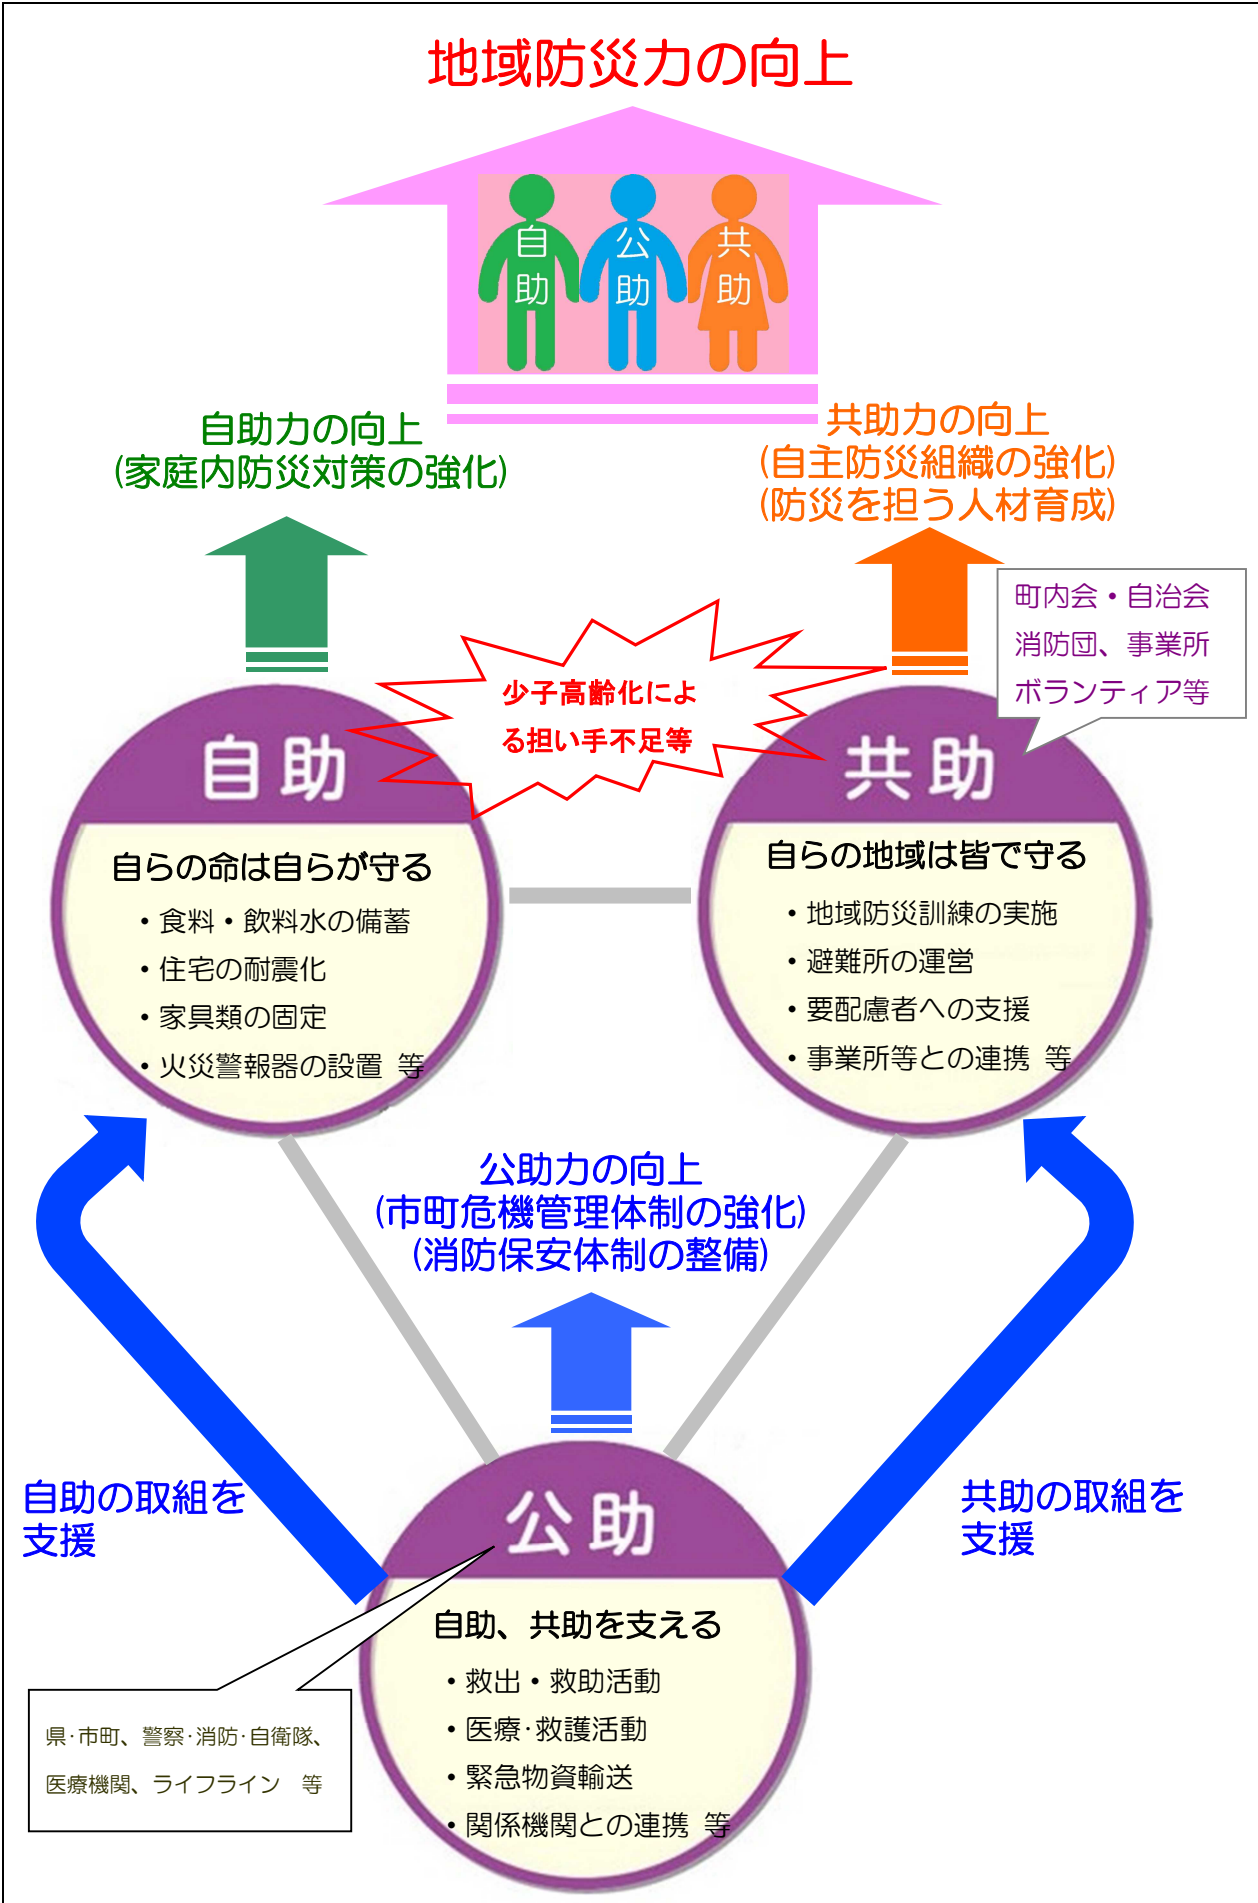 地域防災力の向上
自助
公助
共助
自助力の向上
(家庭内防災対策の強化)
共助力の向上
(自主防災組織の強化)
(防災を担う人材育成)
町内会・自治会
消防団、事業所
ボランティア等
少子高齢化によ
る担い手不足等
自助
自らの命は自らが守る
・食料・飲料水の備蓄
・住宅の耐震化
・家具類の固定
・火災警報器の設置 等
共助
自らの地域は皆で守る
・地域防災訓練の実施
・避難所の運営
・要配慮者への支援
・事業所等との連携 等
公助力の向上
(市町危機管理体制の強化)
(消防保安体制の整備)
自助の取組を
支援
共助の取組を
支援
公助
自助、共助を支える
・救出・救助活動
・医療・救護活動
・緊急物資輸送
・関係機関との連携 等
県・市町、警察・消防・自衛隊、
医療機関、ライフライン 等